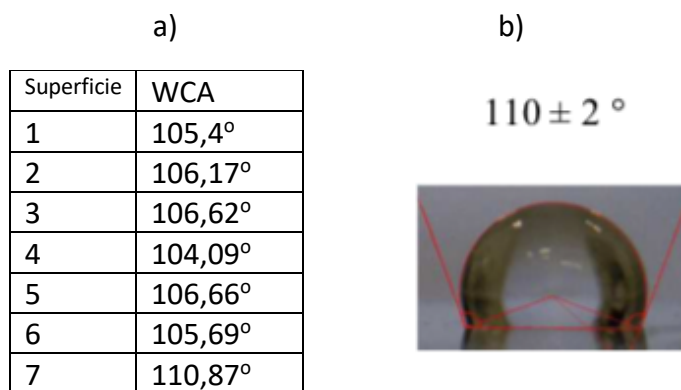 a)
b)
Superficie WCA
1 105,4º
2 106,17º
3 106,62º
4 104,09º
5 106,66º
6 105,69º
7 110,87º
110 ± 2 °